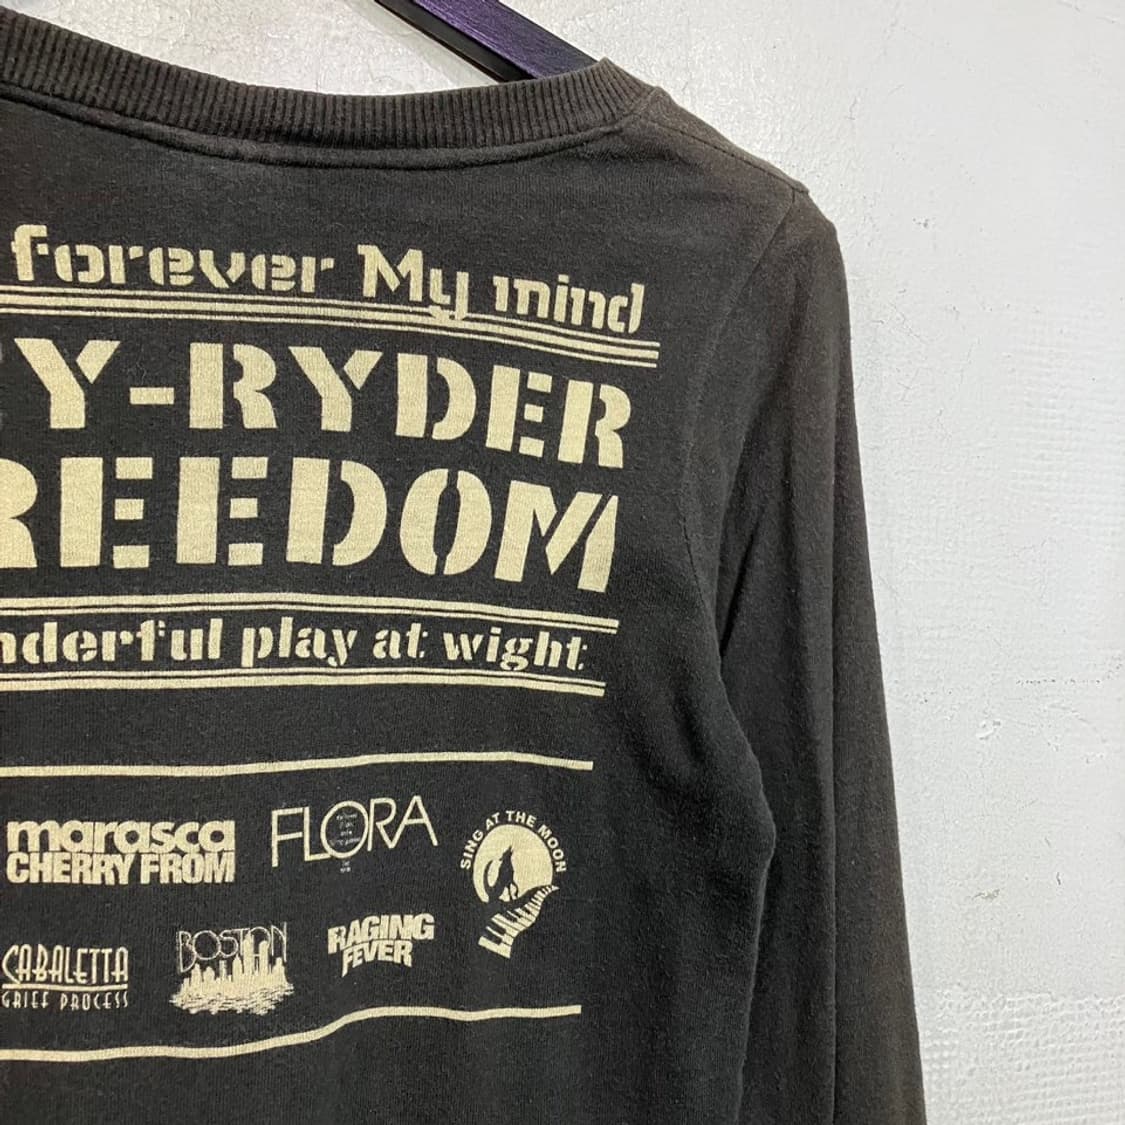 forever My mind
Y-RYDER
REEDOM
nderful play at wight
marasca
CHERRY FROM
FLORA
SING AT THE MOON
CABALETTA
GRIEF PROCESS
BOSTON
RAGING
FEVER